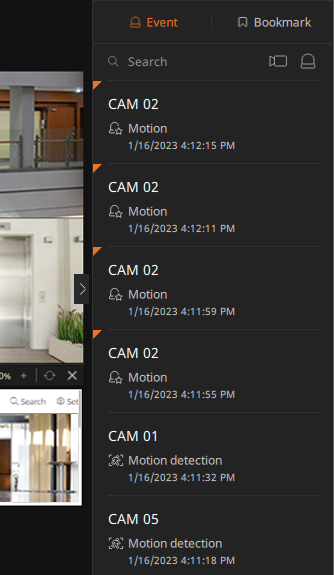 Event
Bookmark
Search
CAM 02
Motion
1/16/2023 4:12:15 PM
CAM 02
Motion
1/16/2023 4:12:11 PM
CAM 02
Motion
1/16/2023 4:11:59 PM
CAM 02
Motion
1/16/2023 4:11:55 PM
0%
Search
Set
CAM 01
Motion detection
1/16/2023 4:11:32 PM
CAM 05
Motion detection
1/16/2023 4:11:18 PM